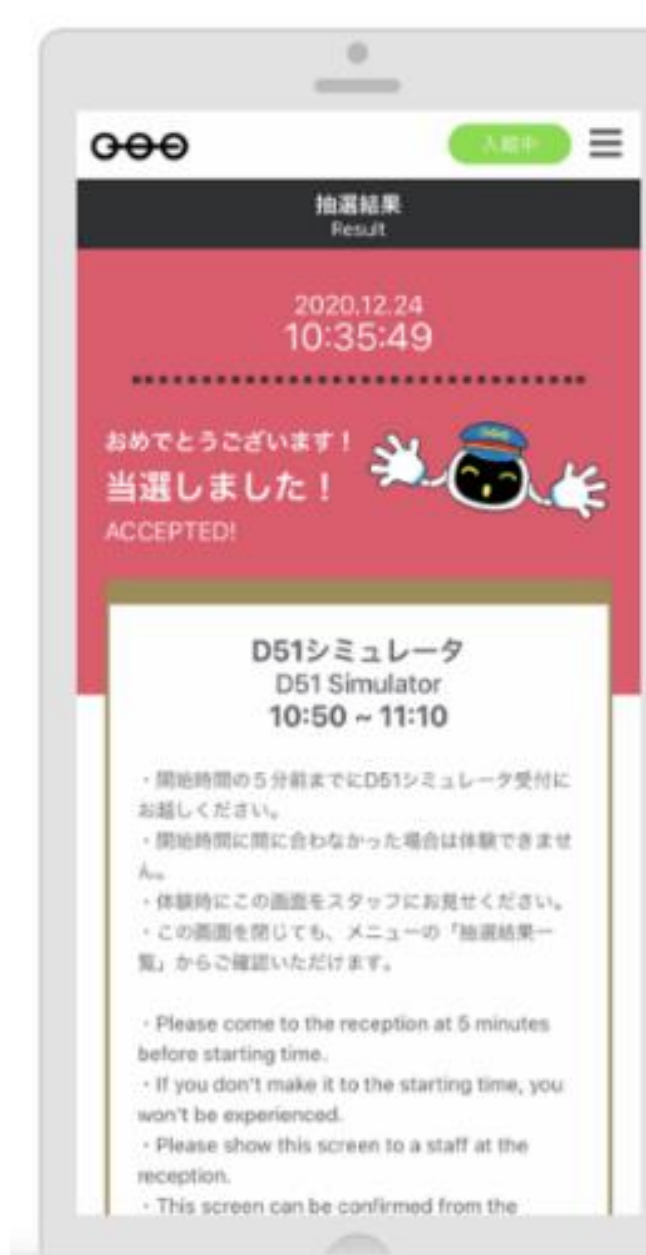 入館中
抽選結果
Result
2020.12.24
10:35:49
おめでとうございます！
当選しました！
ACCEPTED!
D51シミュレータ
D51 Simulator
10:50 ~ 11:10
・開始時間の5分前までにD51シミュレータ受付に
お越しください。
・開始時間に間に合わなかった場合は体験できませ
ん。
・体験時にこの画面をスタッフにお見せください。
・この画面を閉じても、メニューの「抽選結果一
覧」からご確認いただけます。
・Please come to the reception at 5 minutes
before starting time.
・If you don't make it to the starting time, you
won't be experienced.
・Please show this screen to a staff at the
reception.
・This screen can be confirmed from the